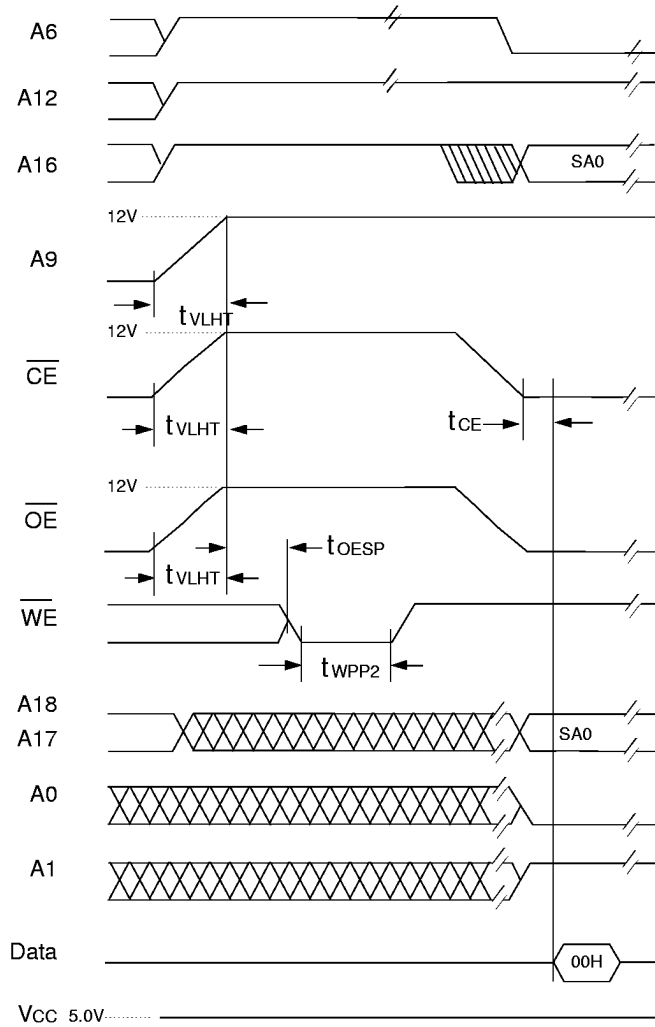 A6
A12
A16 SA0
12V
A9
tVLHT
12V
CE
tVLHT tCE
12V
OE
tOESP
tVLHT
WE
tWPP2
A18
A17 SA0
A0
A1
Data 00H
VCC 5.0V